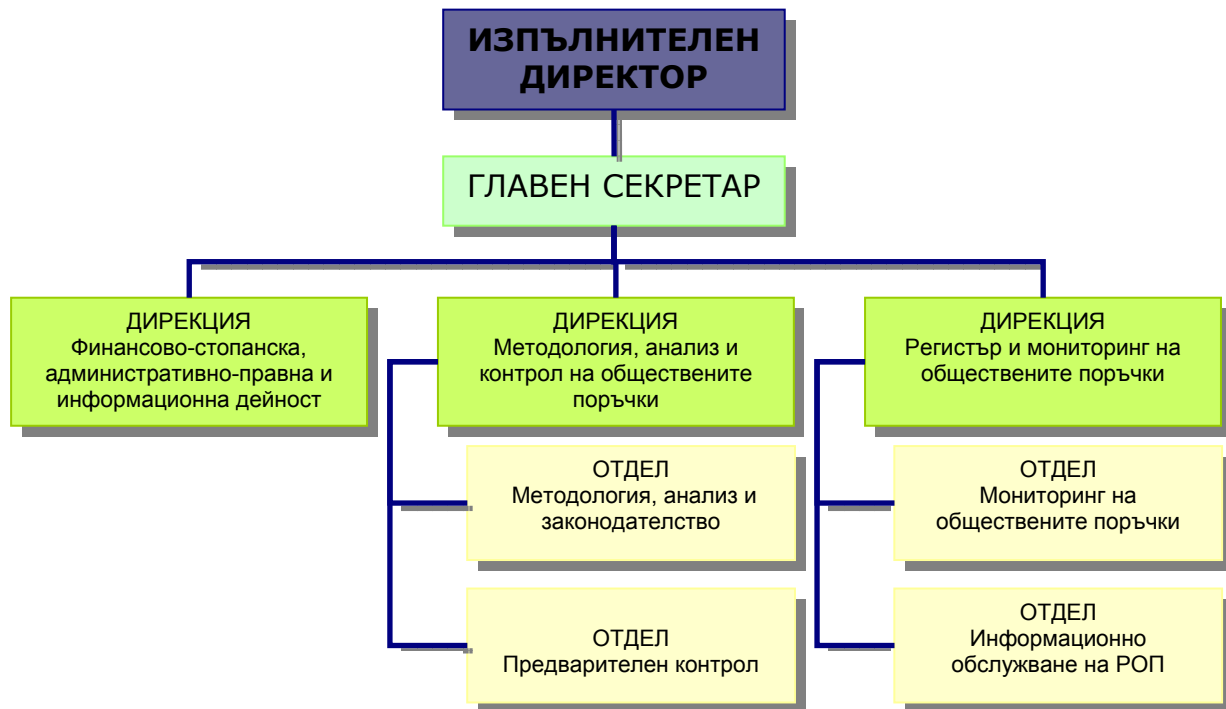 ИЗПЪЛНИТЕЛЕН
ДИРЕКТОР
ГЛАВЕН СЕКРЕТАР
ДИРЕКЦИЯ
Финансово-стопанска,
административно-правна и
информационна дейност
ДИРЕКЦИЯ
Методология, анализ и
контрол на обществените
поръчки
ДИРЕКЦИЯ
Регистър и мониторинг на
обществените поръчки
ОТДЕЛ
Методология, анализ и
законодателство
ОТДЕЛ
Мониторинг на
обществените поръчки
ОТДЕЛ
Предварителен контрол
ОТДЕЛ
Информационно
обслужване на РОП